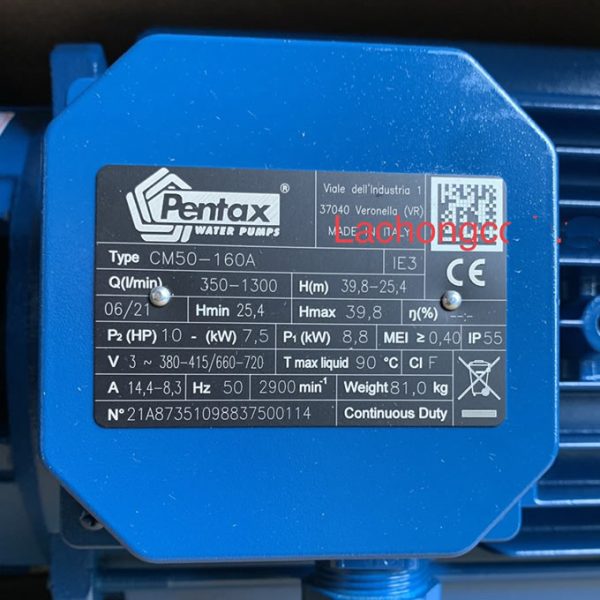 Pentax ®
WATER PUMPS
Viale dell'Industria 1
37040 Veronella (VR)
MADE ITA
Lachongco
Type CM50-160A IE3
CE
Q(l/min) 350-1300 H(m) 39,8-25,4
06/21 Hmin 25,4 Hmax 39,8 η(%) --:-
P₂(HP) 10 - (kW) 7,5 P₁(kW) 8,8 MEI ≥ 0,40 IP 55
V 3 ~ 380-415/660-720 T max liquid 90 °C Cl F
A 14,4-8,3 Hz 50 2900 min⁻¹ Weight 81,0 kg
N° 21A87351098837500114 Continuous Duty